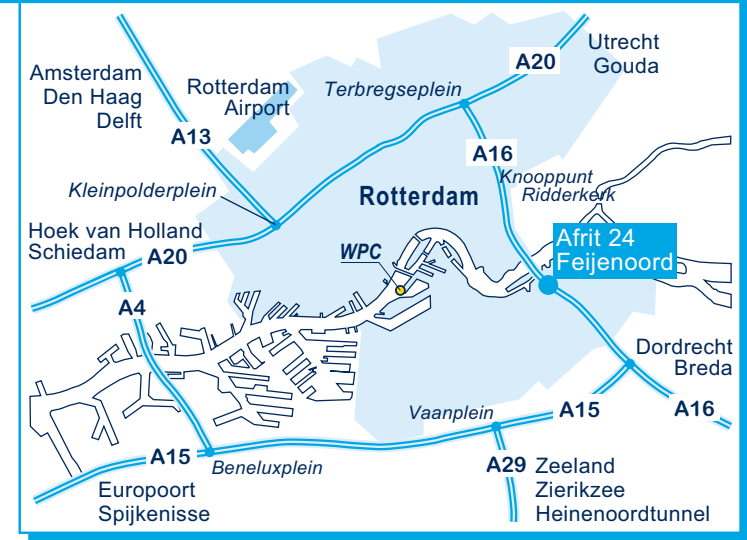 Utrecht
Gouda
A20
Amsterdam
Den Haag
Delft
Rotterdam
Airport
Terbregseplein
A13
A16
Knooppunt
Ridderkerk
Kleinpolderplein
Rotterdam
Hoek van Holland
Schiedam
A20
WPC
Afrit 24
Feijenoord
A4
Dordrecht
Breda
Vaanplein
A15
A16
A15
Beneluxplein
A29
Zeeland
Zierikzee
Heinenoordtunnel
Europoort
Spijkenisse